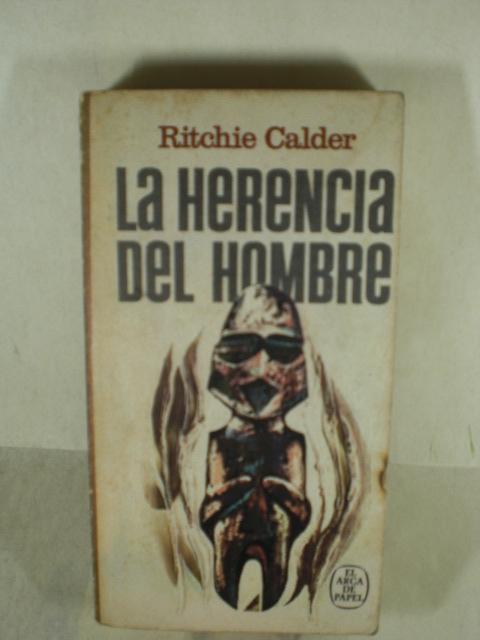 Ritchie Calder
La Herencia
del Hombre
EL
ARCA
DE
PAPEL